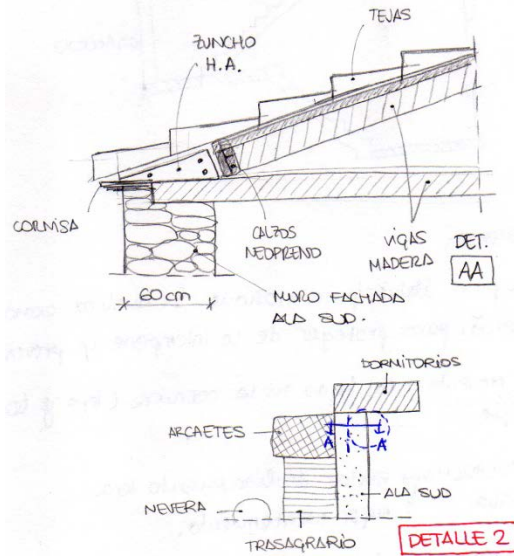 TEJAS
ZUNCHO
H.A.
CORNISA
CALZOS
NEOPRENO
VIGAS
MADERA
DET.
AA
60 cm
MURO FACHADA
ALA SUD.
DORMITORIOS
ARCAETES
A
A
NEVERA
ALA SUD
TRASAGRARIO
DETALLE 2